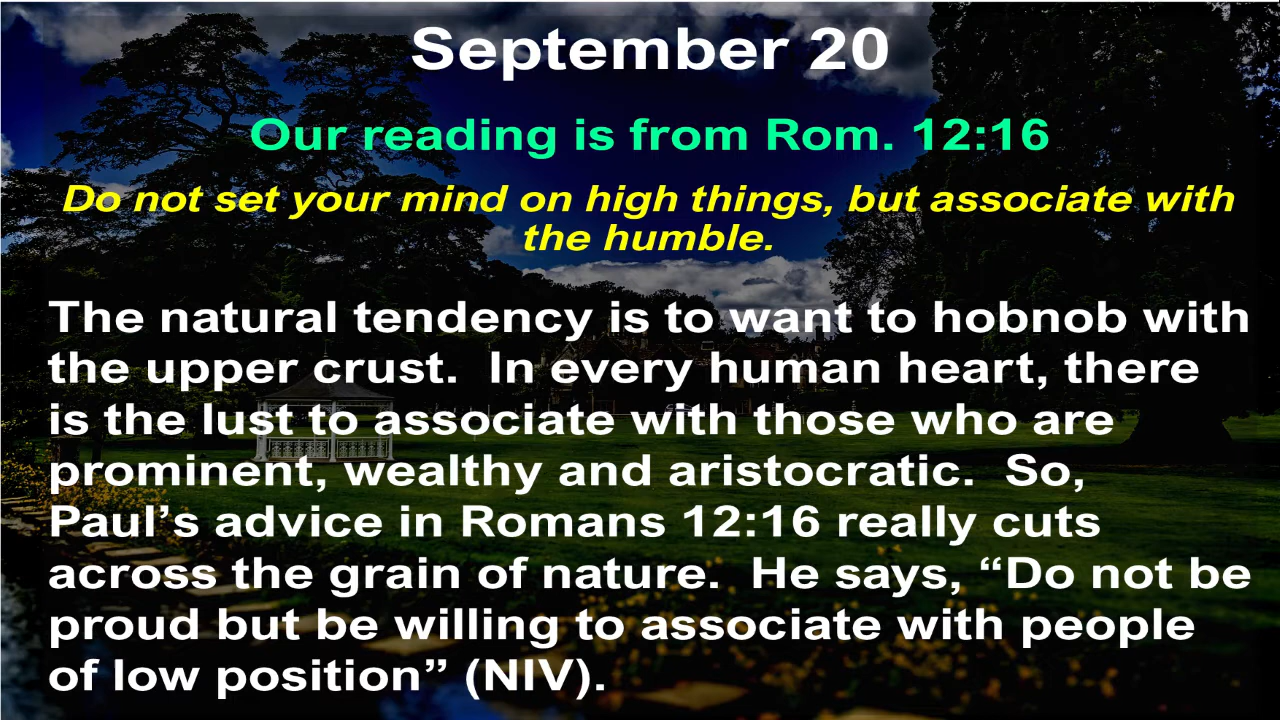 September 20
Our reading is from Rom. 12:16
Do not set your mind on high things, but associate with
the humble.
The natural tendency is to want to hobnob with
the upper crust.  In every human heart, there
is the lust to associate with those who are
prominent, wealthy and aristocratic.  So,
Paul’s advice in Romans 12:16 really cuts
across the grain of nature.  He says, “Do not be
proud but be willing to associate with people
of low position” (NIV).